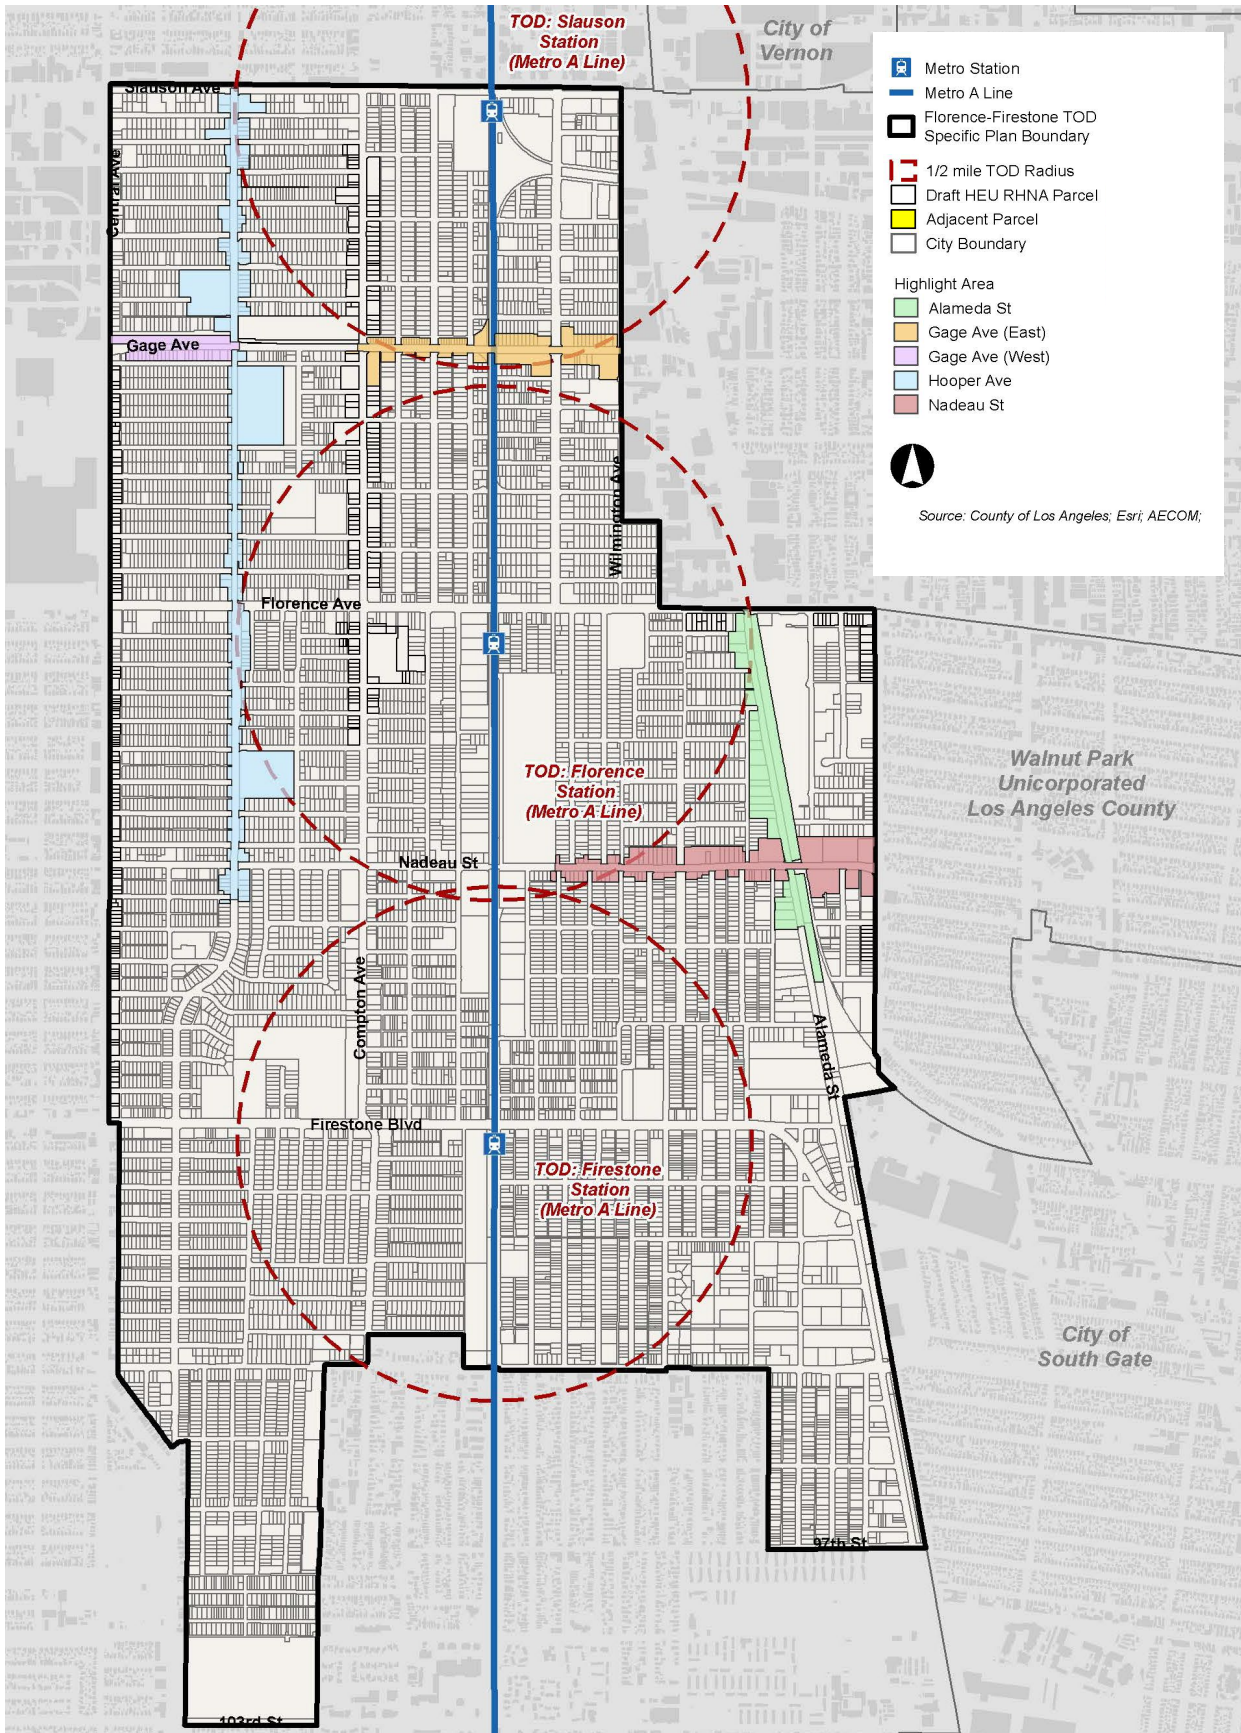 TOD: Slauson
Station
(Metro A Line)
City of
Vernon
Metro Station
Metro A Line
Florence-Firestone TOD
Specific Plan Boundary
1/2 mile TOD Radius
Draft HEU RHNA Parcel
Adjacent Parcel
City Boundary
Highlight Area
Alameda St
Gage Ave (East)
Gage Ave (West)
Hooper Ave
Nadeau St
Source: County of Los Angeles; Esri; AECOM;
Slauson Ave
Central Ave
Gage Ave
Wilmington Ave
Florence Ave
TOD: Florence
Station
(Metro A Line)
Walnut Park
Unicorporated
Los Angeles County
Nadeau St
Compton Ave
Alameda St
Firestone Blvd
TOD: Firestone
Station
(Metro A Line)
City of
South Gate
97th St
103rd St